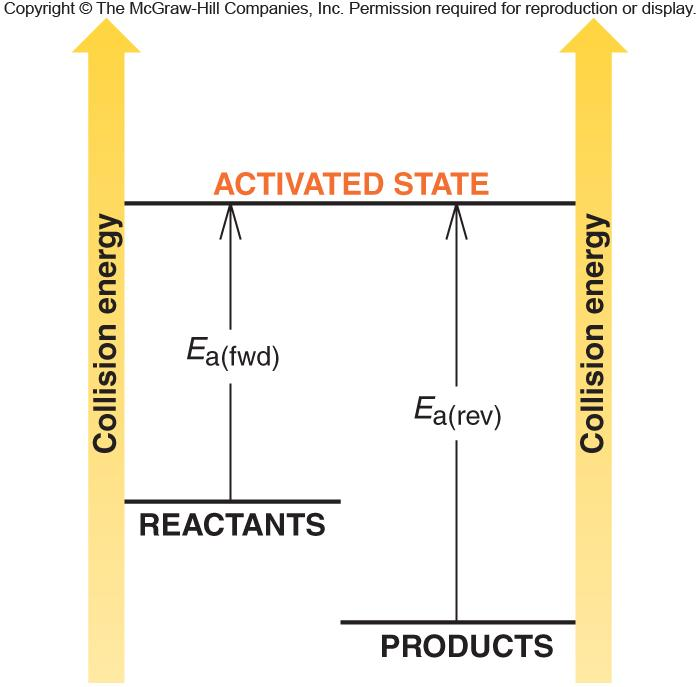 Copyright © The McGraw-Hill Companies, Inc. Permission required for reproduction or display.
ACTIVATED STATE
Collision energy
Collision energy
Ea(fwd)
Ea(rev)
REACTANTS
PRODUCTS